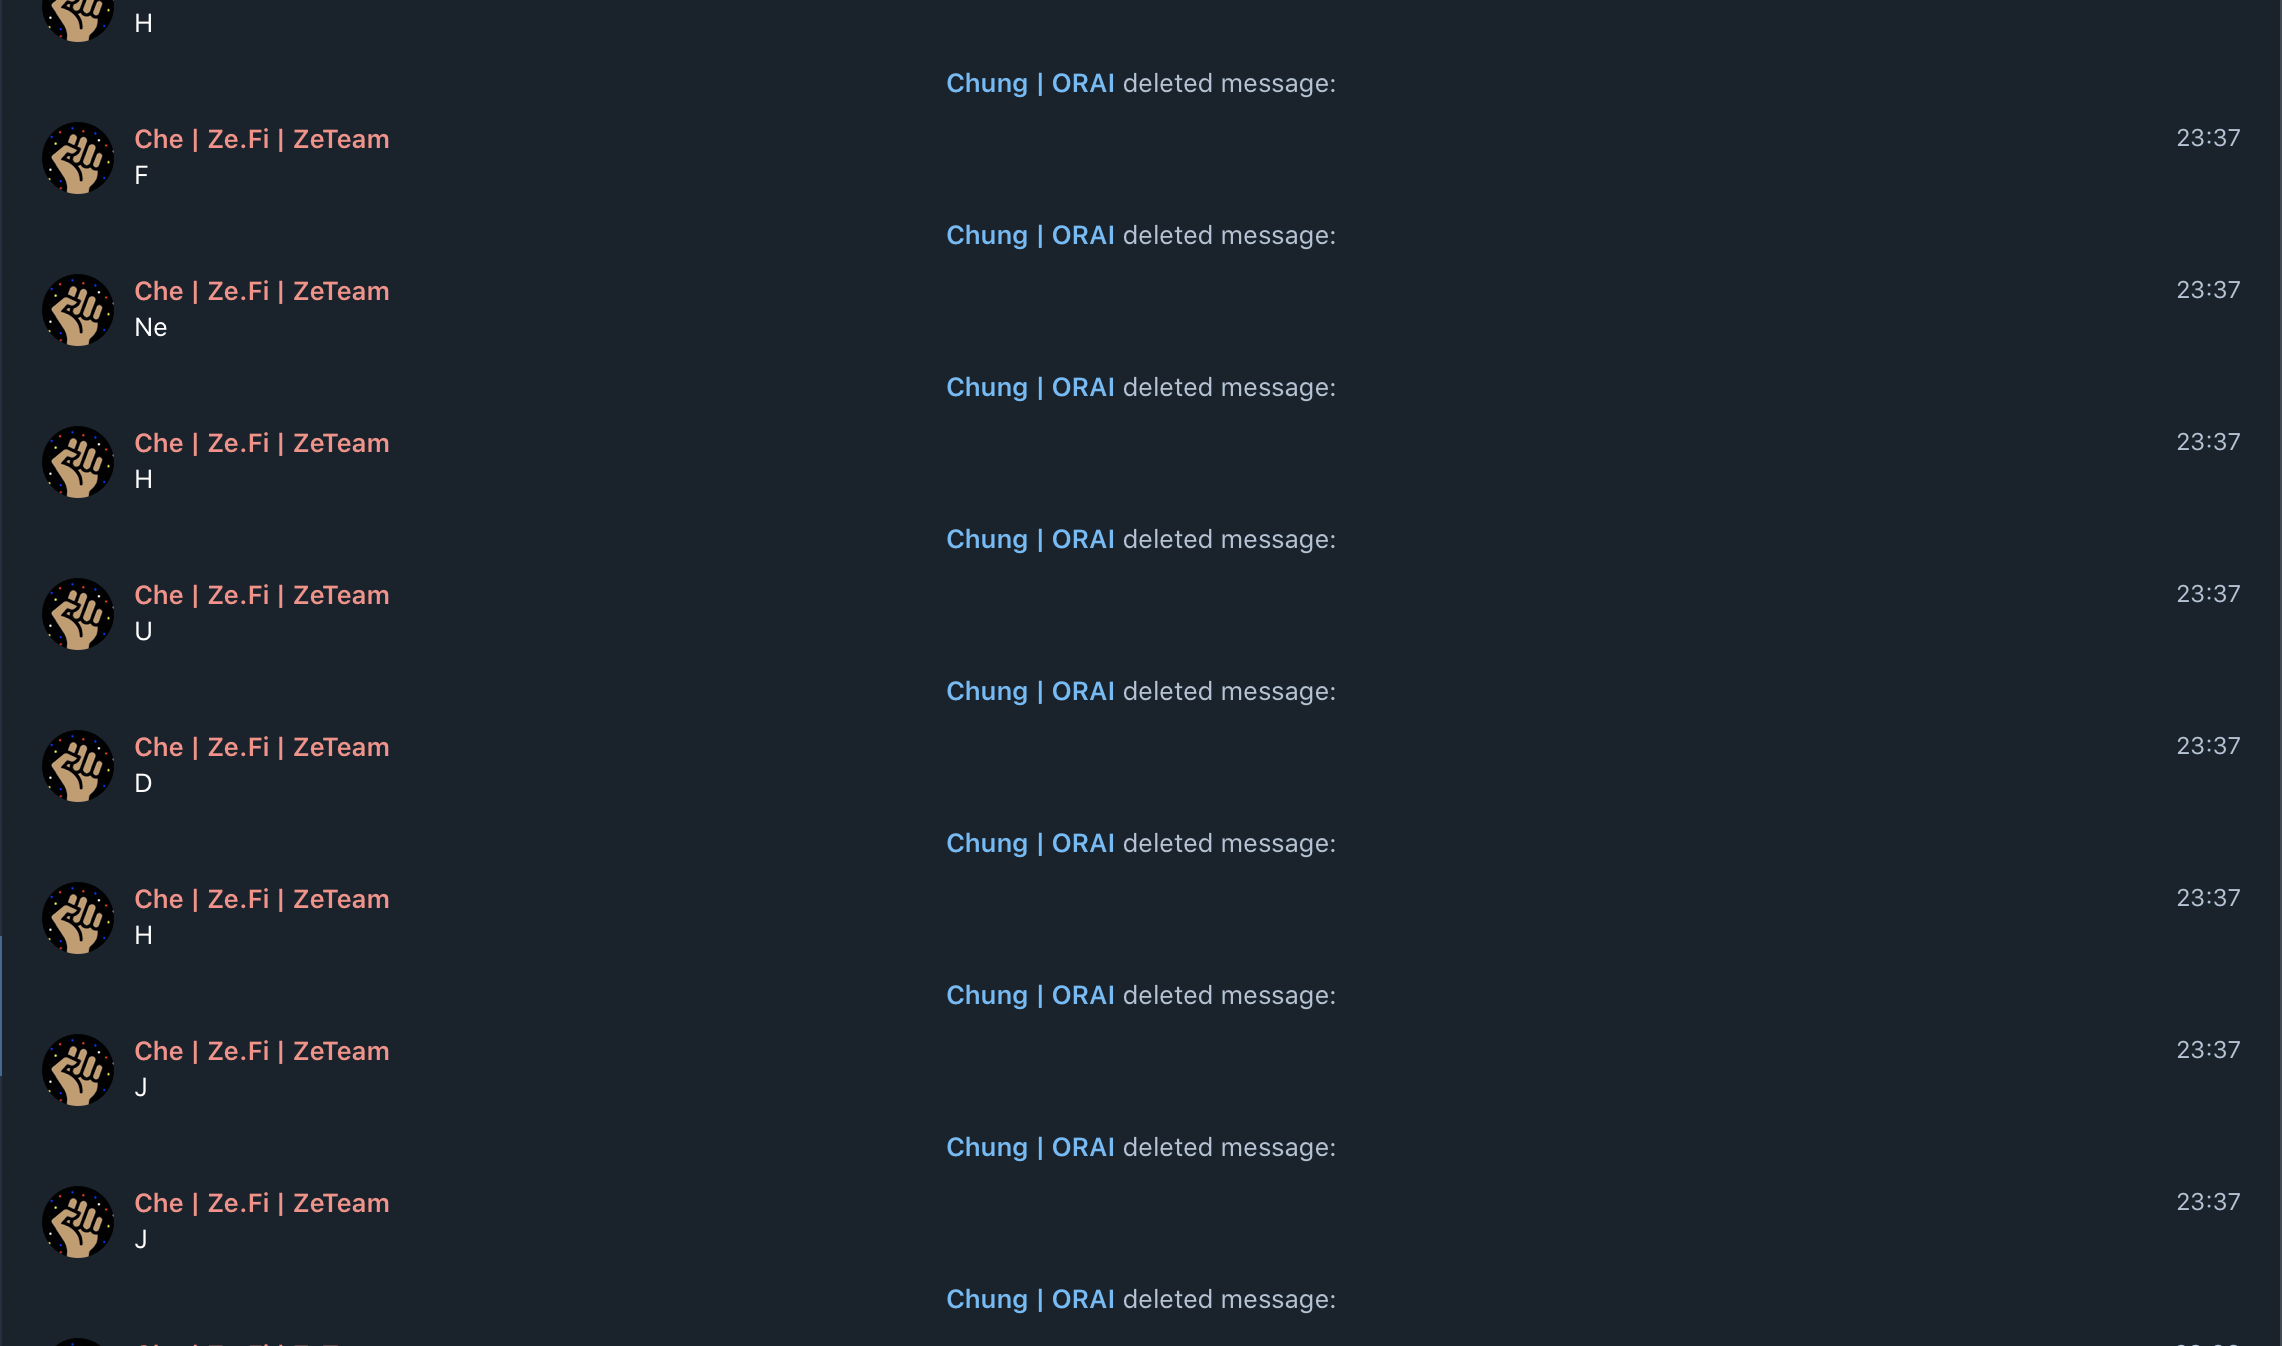 H
Chung | ORAI deleted message:
Che | Ze.Fi | ZeTeam 23:37
F
Chung | ORAI deleted message:
Che | Ze.Fi | ZeTeam 23:37
Ne
Chung | ORAI deleted message:
Che | Ze.Fi | ZeTeam 23:37
H
Chung | ORAI deleted message:
Che | Ze.Fi | ZeTeam 23:37
U
Chung | ORAI deleted message:
Che | Ze.Fi | ZeTeam 23:37
D
Chung | ORAI deleted message:
Che | Ze.Fi | ZeTeam 23:37
H
Chung | ORAI deleted message:
Che | Ze.Fi | ZeTeam 23:37
J
Chung | ORAI deleted message:
Che | Ze.Fi | ZeTeam 23:37
J
Chung | ORAI deleted message: